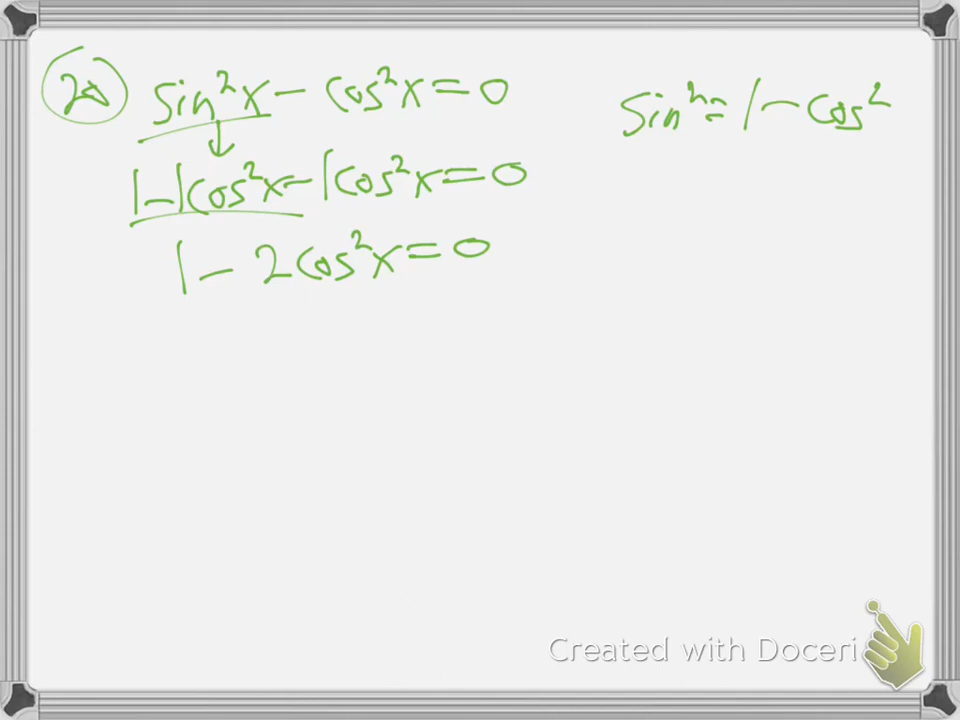 20 sin²x - cos²x = 0
sin² = 1 - cos²
1 - 1cos²x - 1cos²x = 0
1 - 2cos²x = 0
Created with Doceri